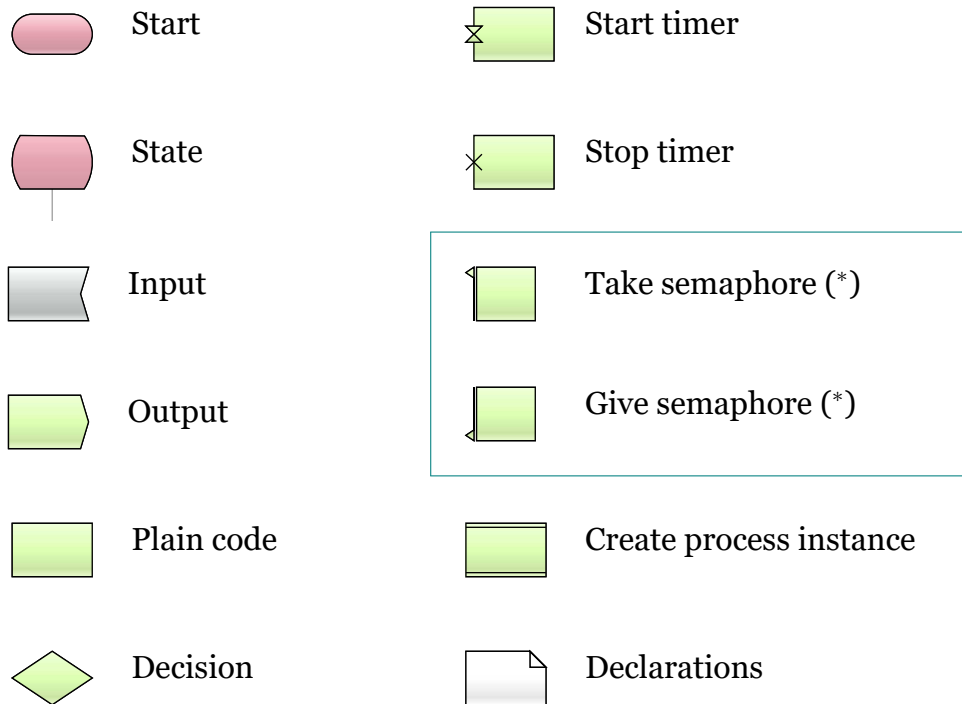 Start
State
Input
Output
Plain code
Decision
Start timer
Stop timer
Take semaphore (*)
Give semaphore (*)
Create process instance
Declarations